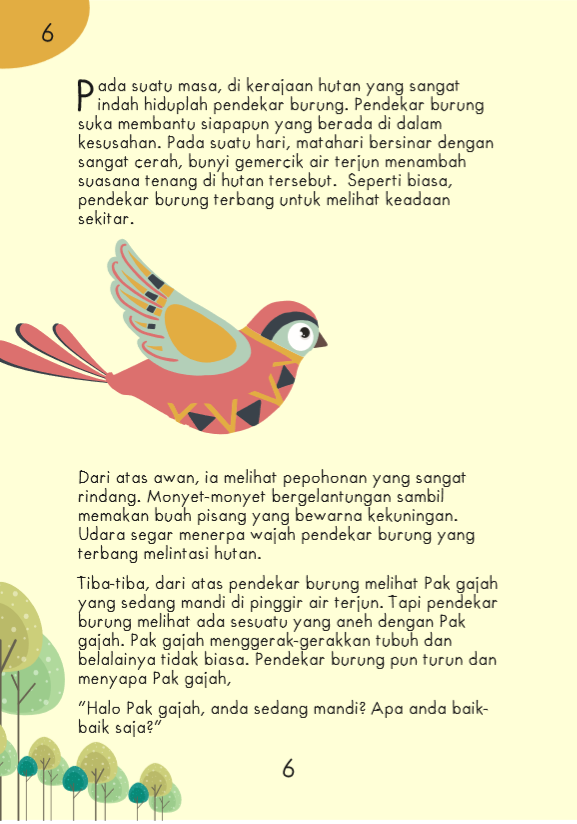 6
Pada suatu masa, di kerajaan hutan yang sangat
indah hiduplah pendekar burung. Pendekar burung
suka membantu siapapun yang berada di dalam
kesusahan. Pada suatu hari, matahari bersinar dengan
sangat cerah, bunyi gemercik air terjun menambah
suasana tenang di hutan tersebut.  Seperti biasa,
pendekar burung terbang untuk melihat keadaan
sekitar.
Dari atas awan, ia melihat pepohonan yang sangat
rindang. Monyet-monyet bergelantungan sambil
memakan buah pisang yang bewarna kekuningan.
Udara segar menerpa wajah pendekar burung yang
terbang melintasi hutan.
Tiba-tiba, dari atas pendekar burung melihat Pak gajah
yang sedang mandi di pinggir air terjun. Tapi pendekar
burung melihat ada sesuatu yang aneh dengan Pak
gajah. Pak gajah menggerak-gerakkan tubuh dan
belalainya tidak biasa. Pendekar burung pun turun dan
menyapa Pak gajah,
"Halo Pak gajah, anda sedang mandi? Apa anda baik-
baik saja?"
6